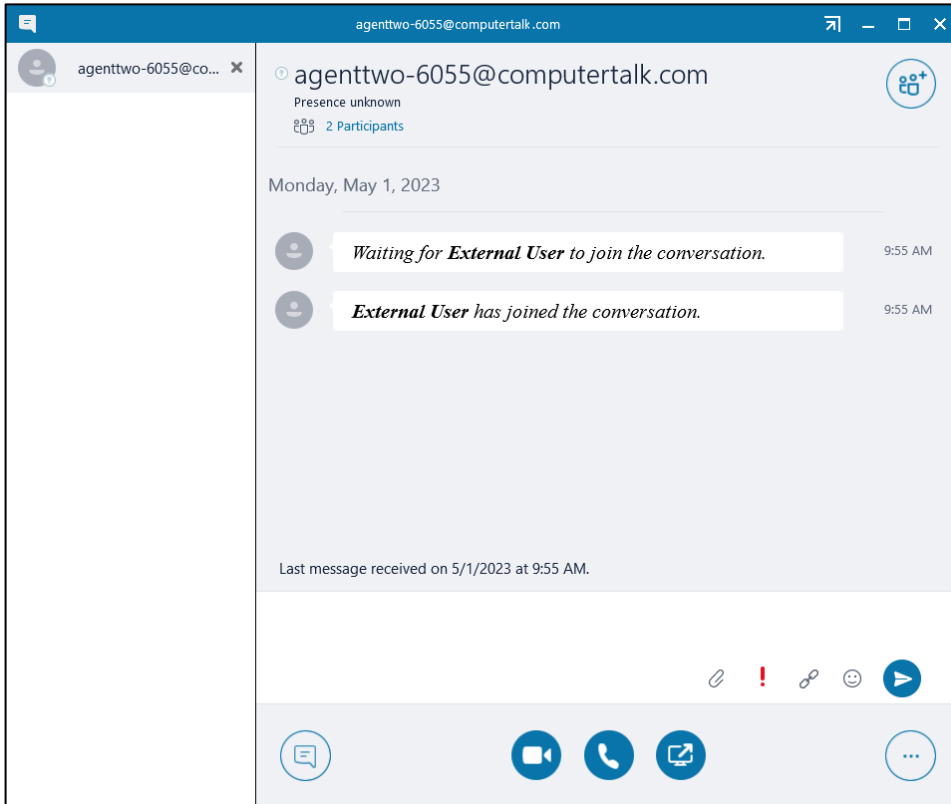 agenttwo-6055@computertalk.com
agenttwo-6055@co...
agenttwo-6055@computertalk.com
Presence unknown
2 Participants
Monday, May 1, 2023
Waiting for External User to join the conversation.
9:55 AM
External User has joined the conversation.
9:55 AM
Last message received on 5/1/2023 at 9:55 AM.